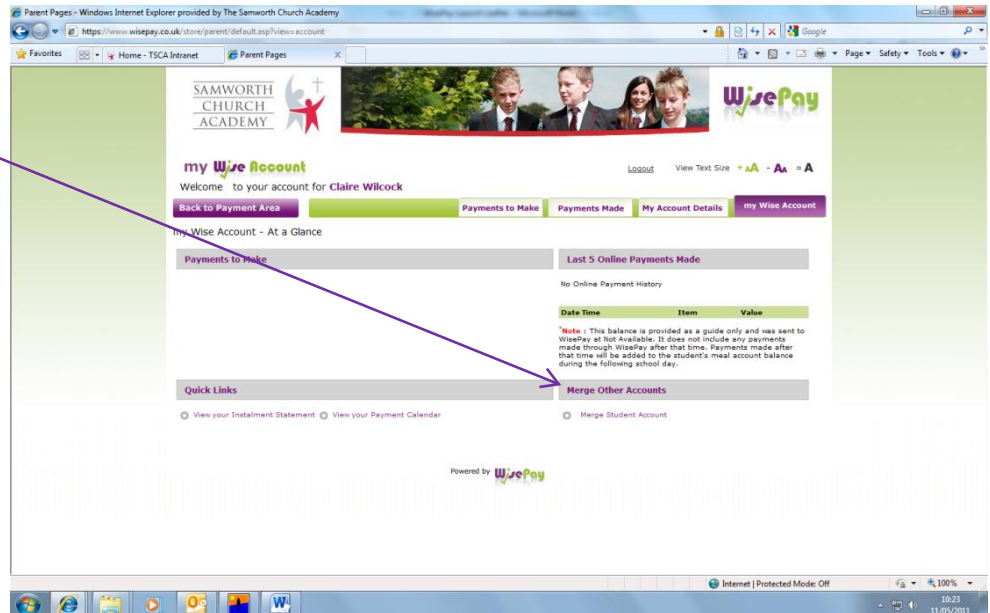 Parent Pages - Windows Internet Explorer provided by The Samworth Church Academy
https://www.wisepay.co.uk/store/parent/default.asp?view=account
Google
Favorites Home - TSCA Intranet Parent Pages X Page Safety Tools
SAMWORTH
CHURCH
ACADEMY
WisePay
my Wise Account
Logout View Text Size + AA - AA = A
Welcome to your account for Claire Wilcock
Back to Payment Area Payments to Make Payments Made My Account Details my Wise Account
my Wise Account - At a Glance
Payments to Make Last 5 Online Payments Made
No Online Payment History
Date Time Item Value
*Note : This balance is provided as a guide only and was sent to
WisePay at Not Available. It does not include any payments
made through WisePay after that time. Payments made after
that time will be added to the student's meal account balance
during the following school day.
Quick Links Merge Other Accounts
View your Instalment Statement View your Payment Calendar Merge Student Account
Powered by WisePay
Internet | Protected Mode: Off 100%
10:23
11/05/2011